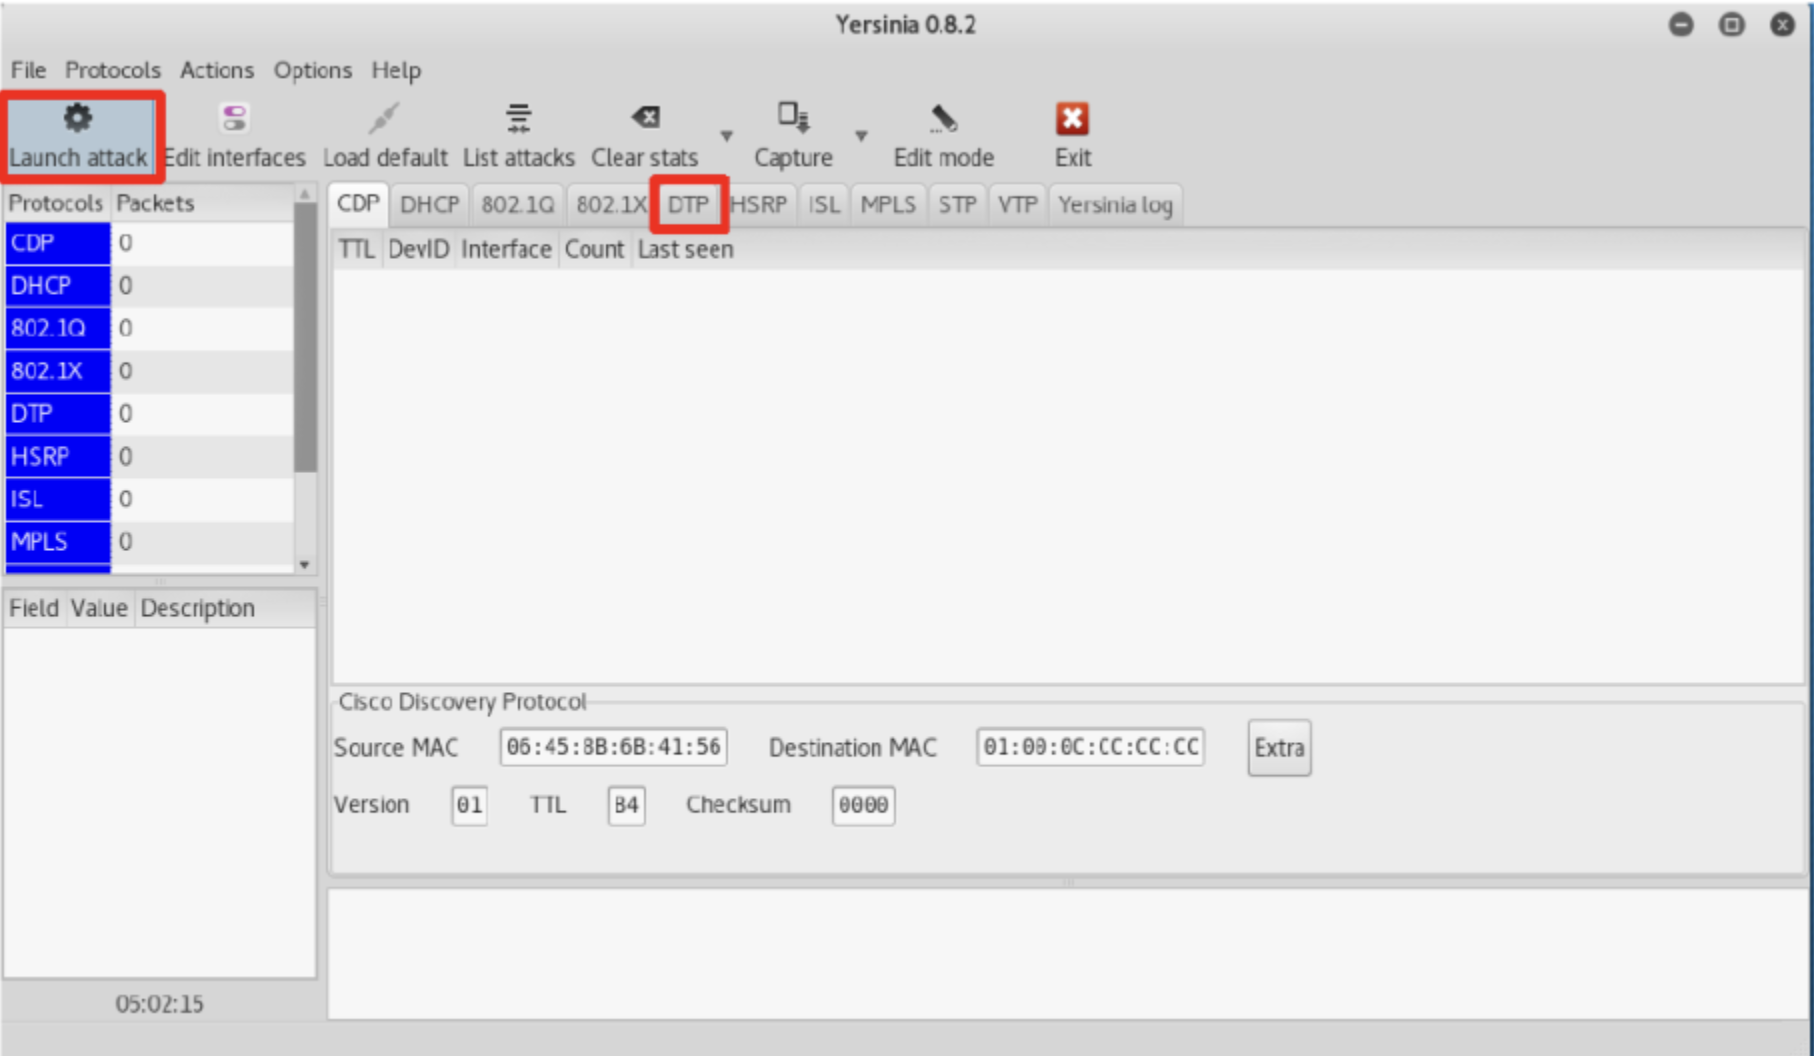 Yersinia 0.8.2
File Protocols Actions Options Help
Launch attack Edit interfaces Load default List attacks Clear stats Capture Edit mode Exit
Protocols Packets
CDP 0
DHCP 0
802.1Q 0
802.1X 0
DTP 0
HSRP 0
ISL 0
MPLS 0
Field Value Description
05:02:15
CDP DHCP 802.1Q 802.1X DTP HSRP ISL MPLS STP VTP Yersinia log
TTL DevID Interface Count Last seen
Cisco Discovery Protocol
Source MAC 06:45:8B:6B:41:56 Destination MAC 01:00:0C:CC:CC:CC Extra
Version 01 TTL B4 Checksum 0000